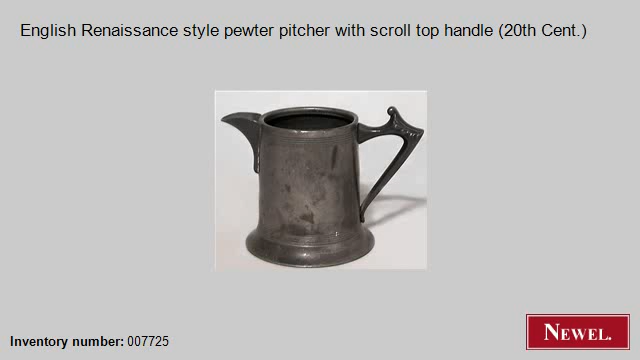 English Renaissance style pewter pitcher with scroll top handle (20th Cent.)
Inventory number: 007725
NEWEL.